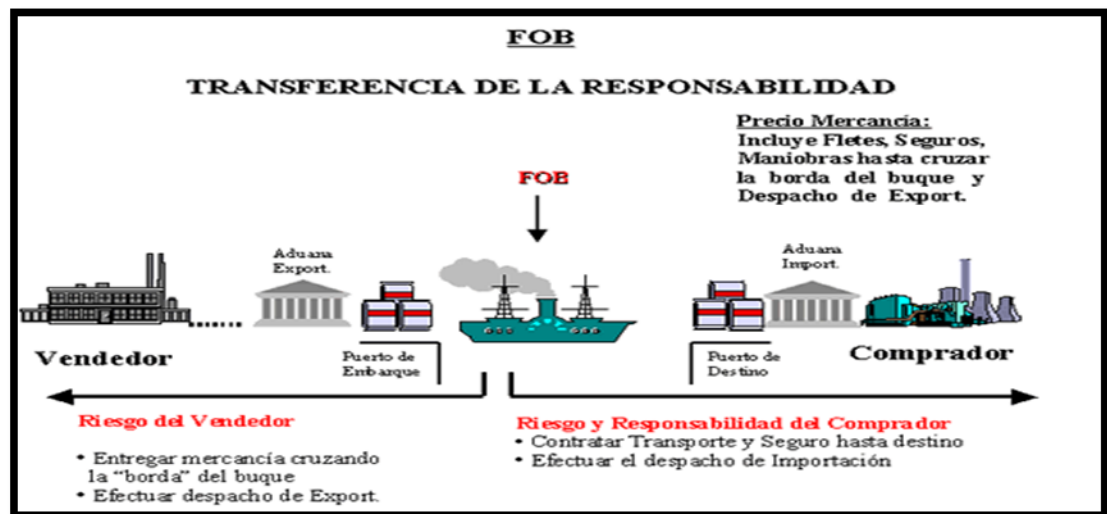 FOB
TRANSFERENCIA DE LA RESPONSABILIDAD
Precio Mercancía:
Incluye Fletes, Seguros,
Maniobras hasta cruzar
la borda del buque y
Despacho de Export.
FOB
Aduana
Export.
Aduana
Import.
Vendedor
Puerto de
Embarque
Puerto de
Destino
Comprador
Riesgo del Vendedor
• Entregar mercancía cruzando
la “borda” del buque
• Efectuar despacho de Export.
Riesgo y Responsabilidad del Comprador
• Contratar Transporte y Seguro hasta destino
• Efectuar el despacho de Importación